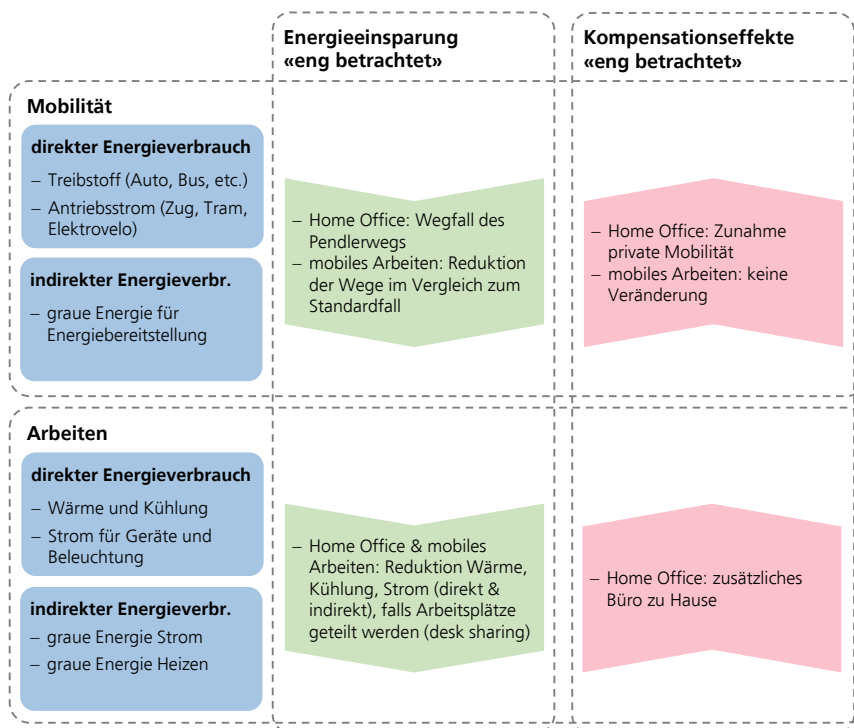 Energieeinsparung
«eng betrachtet»
Kompensationseffekte
«eng betrachtet»
Mobilität
direkter Energieverbrauch
– Treibstoff (Auto, Bus, etc.)
– Antriebsstrom (Zug, Tram,
Elektrovelo)
indirekter Energieverbr.
– graue Energie für
Energiebereitstellung
– Home Office: Wegfall des
Pendlerwegs
– mobiles Arbeiten: Reduktion
der Wege im Vergleich zum
Standardfall
– Home Office: Zunahme
private Mobilität
– mobiles Arbeiten: keine
Veränderung
Arbeiten
direkter Energieverbrauch
– Wärme und Kühlung
– Strom für Geräte und
Beleuchtung
indirekter Energieverbr.
– graue Energie Strom
– graue Energie Heizen
– Home Office & mobiles
Arbeiten: Reduktion Wärme,
Kühlung, Strom (direkt &
indirekt), falls Arbeitsplätze
geteilt werden (desk sharing)
– Home Office: zusätzliches
Büro zu Hause